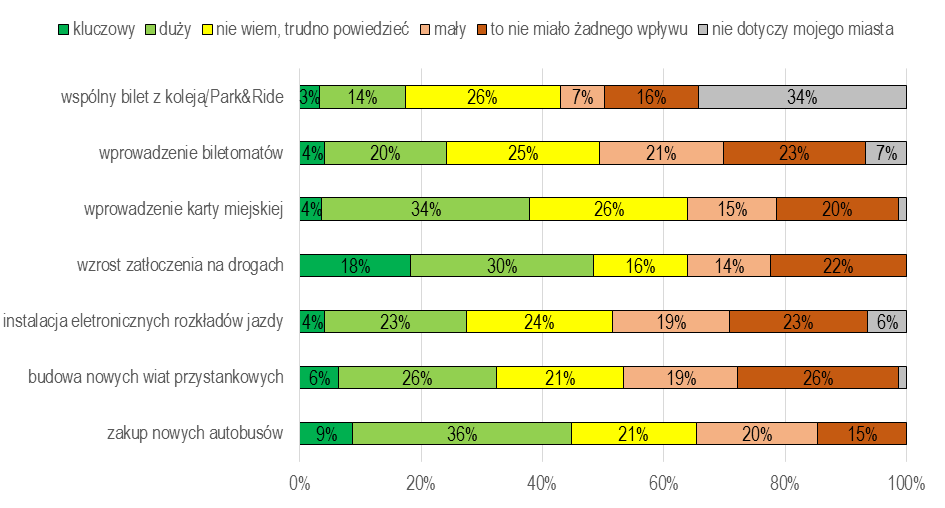 kluczowy duży nie wiem, trudno powiedzieć mały to nie miało żadnego wpływu nie dotyczy mojego miasta
wspólny bilet z koleją/Park&Ride 3% 14% 26% 7% 16% 34%
wprowadzenie biletomatów 4% 20% 25% 21% 23% 7%
wprowadzenie karty miejskiej 4% 34% 26% 15% 20%
wzrost zatłoczenia na drogach 18% 30% 16% 14% 22%
instalacja eletronicznych rozkładów jazdy 4% 23% 24% 19% 23% 6%
budowa nowych wiat przystankowych 6% 26% 21% 19% 26%
zakup nowych autobusów 9% 36% 21% 20% 15%
0% 20% 40% 60% 80% 100%